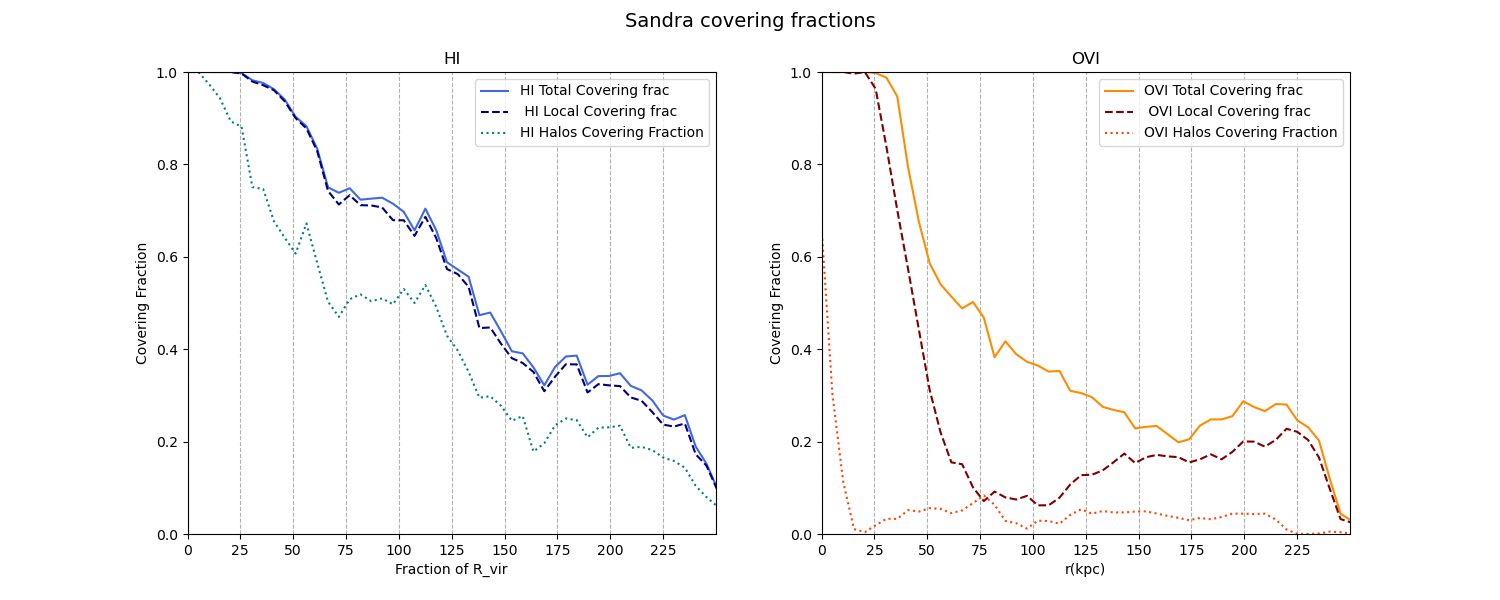 Sandra covering fractions
HI
HI Total Covering frac
HI Local Covering frac
HI Halos Covering Fraction
Covering Fraction
1.0
0.8
0.6
0.4
0.2
0.0
0 25 50 75 100 125 150 175 200 225
Fraction of R_vir
OVI
OVI Total Covering frac
OVI Local Covering frac
OVI Halos Covering Fraction
Covering Fraction
1.0
0.8
0.6
0.4
0.2
0.0
0 25 50 75 100 125 150 175 200 225
r(kpc)